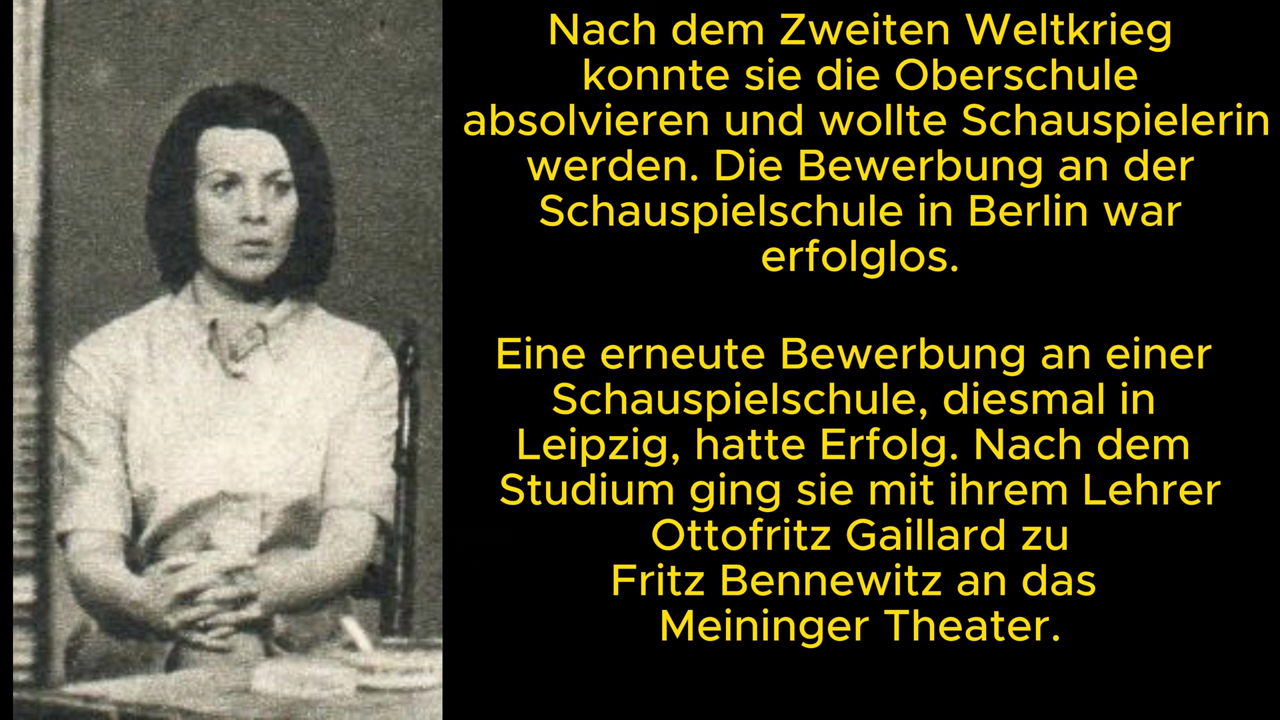 Nach dem Zweiten Weltkrieg
konnte sie die Oberschule
absolvieren und wollte Schauspielerin
werden. Die Bewerbung an der
Schauspielschule in Berlin war
erfolglos.
Eine erneute Bewerbung an einer
Schauspielschule, diesmal in
Leipzig, hatte Erfolg. Nach dem
Studium ging sie mit ihrem Lehrer
Ottofritz Gaillard zu
Fritz Bennewitz an das
Meininger Theater.